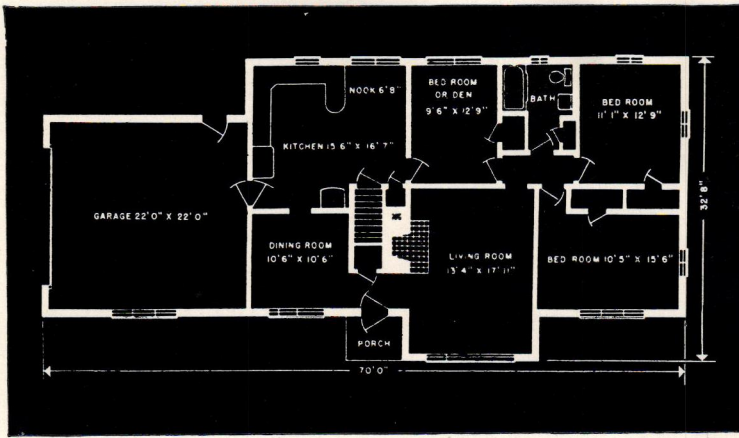 NOOK 6'8"
BED ROOM
OR DEN
9'6" X 12'9"
BATH
BED ROOM
11'1" X 12'9"
KITCHEN 15'6" X 16'7"
32'8"
GARAGE 22'0" X 22'0"
DINING ROOM
10'6" X 10'6"
LIVING ROOM
13'4" X 17'11"
BED ROOM 10'5" X 15'6"
PORCH
70'0"